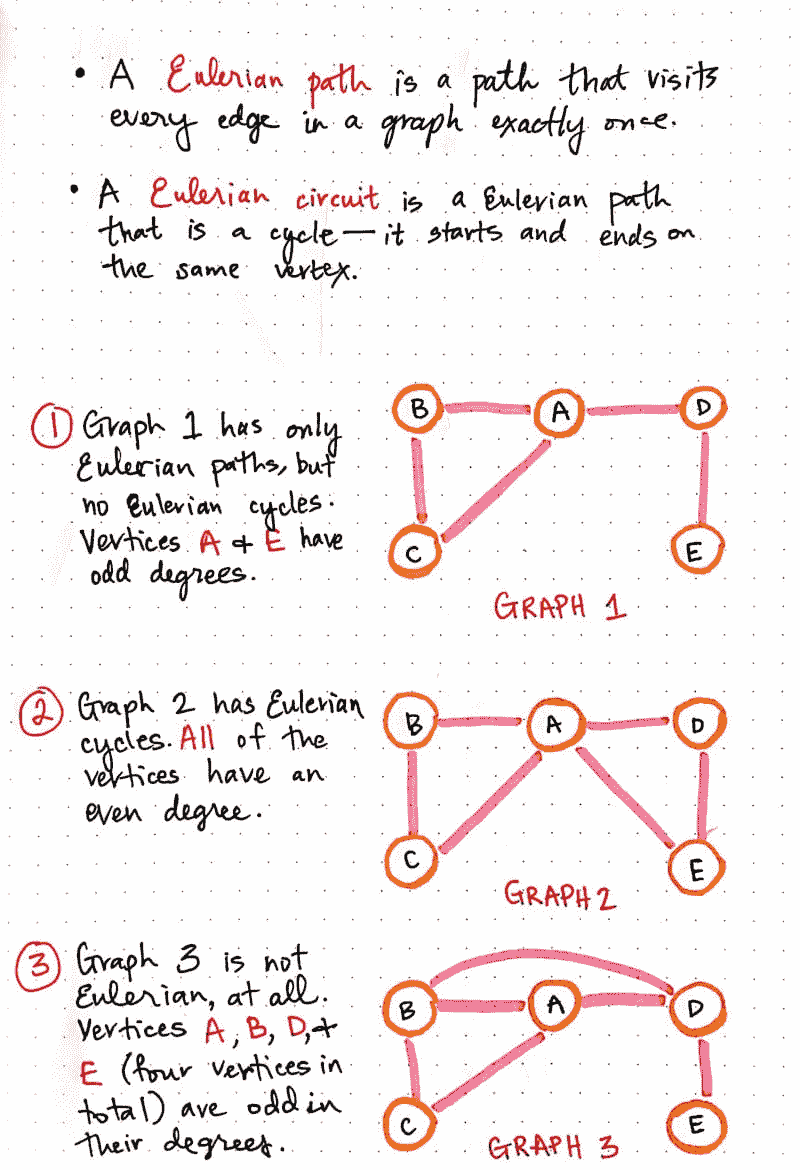 • A Eulerian path is a path that visits
every edge in a graph exactly once.
• A Eulerian circuit is a Eulerian path
that is a cycle—it starts and ends on
the same vertex.
① Graph 1 has only
Eulerian paths, but
no Eulerian cycles.
Vertices A + E have
odd degrees.
B A D
C E
GRAPH 1
② Graph 2 has Eulerian
cycles. All of the
vertices have an
even degree.
B A D
C E
GRAPH 2
③ Graph 3 is not
Eulerian, at all.
Vertices A, B, D, +
E (four vertices in
total) are odd in
their degrees.
B A D
C E
GRAPH 3